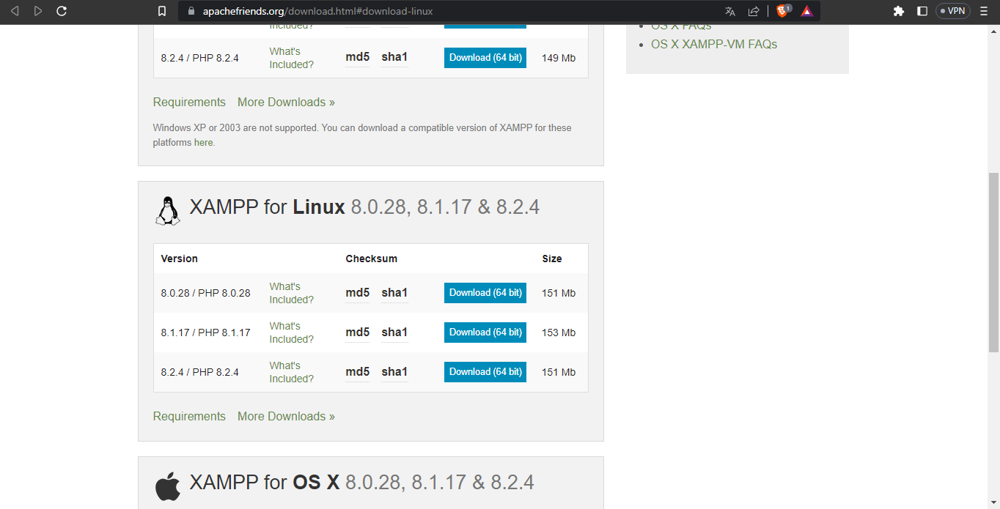 apachefriends.org/download.html#download-linux
1
VPN
Included?
OS X FAQs
8.2.4 / PHP 8.2.4 What's Included? md5 sha1 Download (64 bit) 149 Mb
OS X XAMPP-VM FAQs
Requirements More Downloads »
Windows XP or 2003 are not supported. You can download a compatible version of XAMPP for these
platforms here.
XAMPP for Linux 8.0.28, 8.1.17 & 8.2.4
Version Checksum Size
8.0.28 / PHP 8.0.28 What's Included? md5 sha1 Download (64 bit) 151 Mb
8.1.17 / PHP 8.1.17 What's Included? md5 sha1 Download (64 bit) 153 Mb
8.2.4 / PHP 8.2.4 What's Included? md5 sha1 Download (64 bit) 151 Mb
Requirements More Downloads »
XAMPP for OS X 8.0.28, 8.1.17 & 8.2.4